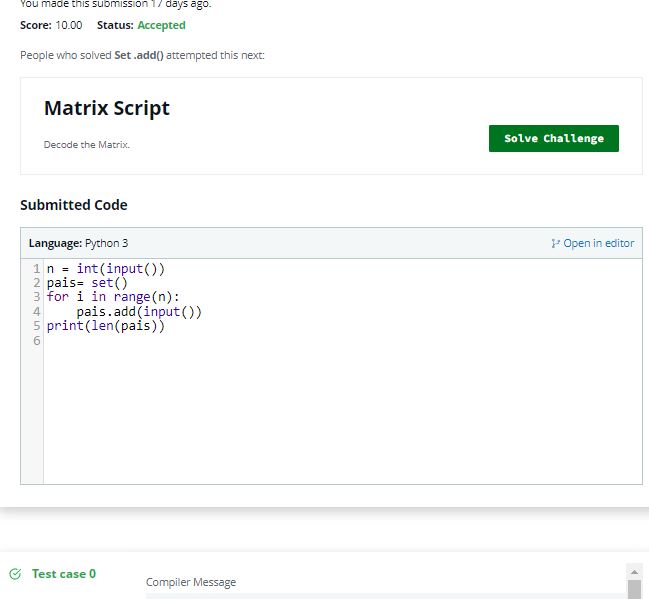 You made this submission 17 days ago.
Score: 10.00 Status: Accepted
People who solved Set .add() attempted this next:
Matrix Script
Solve Challenge
Decode the Matrix.
Submitted Code
Language: Python 3 Open in editor
1 n = int(input())
2 pais= set()
3 for i in range(n):
4     pais.add(input())
5 print(len(pais))
6
Test case 0
Compiler Message